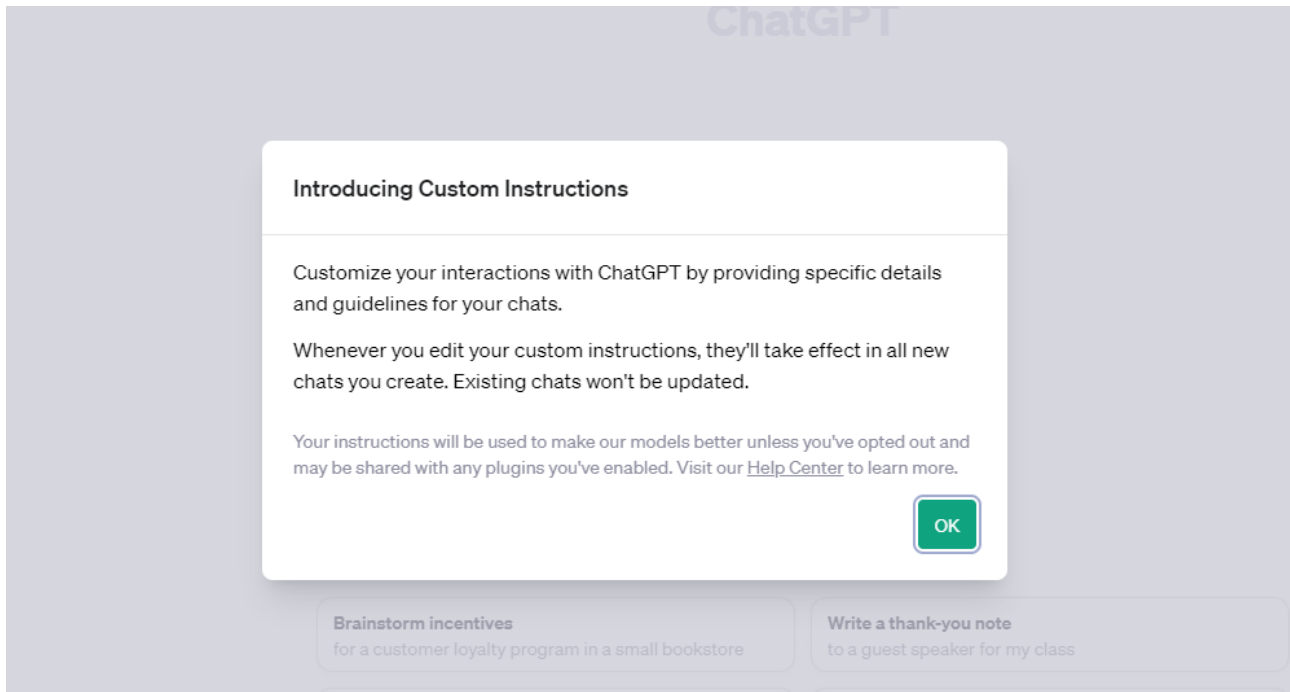 ChatGPT
Introducing Custom Instructions
Customize your interactions with ChatGPT by providing specific details
and guidelines for your chats.
Whenever you edit your custom instructions, they'll take effect in all new
chats you create. Existing chats won't be updated.
Your instructions will be used to make our models better unless you've opted out and
may be shared with any plugins you've enabled. Visit our Help Center to learn more.
OK
Brainstorm incentives
for a customer loyalty program in a small bookstore
Write a thank-you note
to a guest speaker for my class